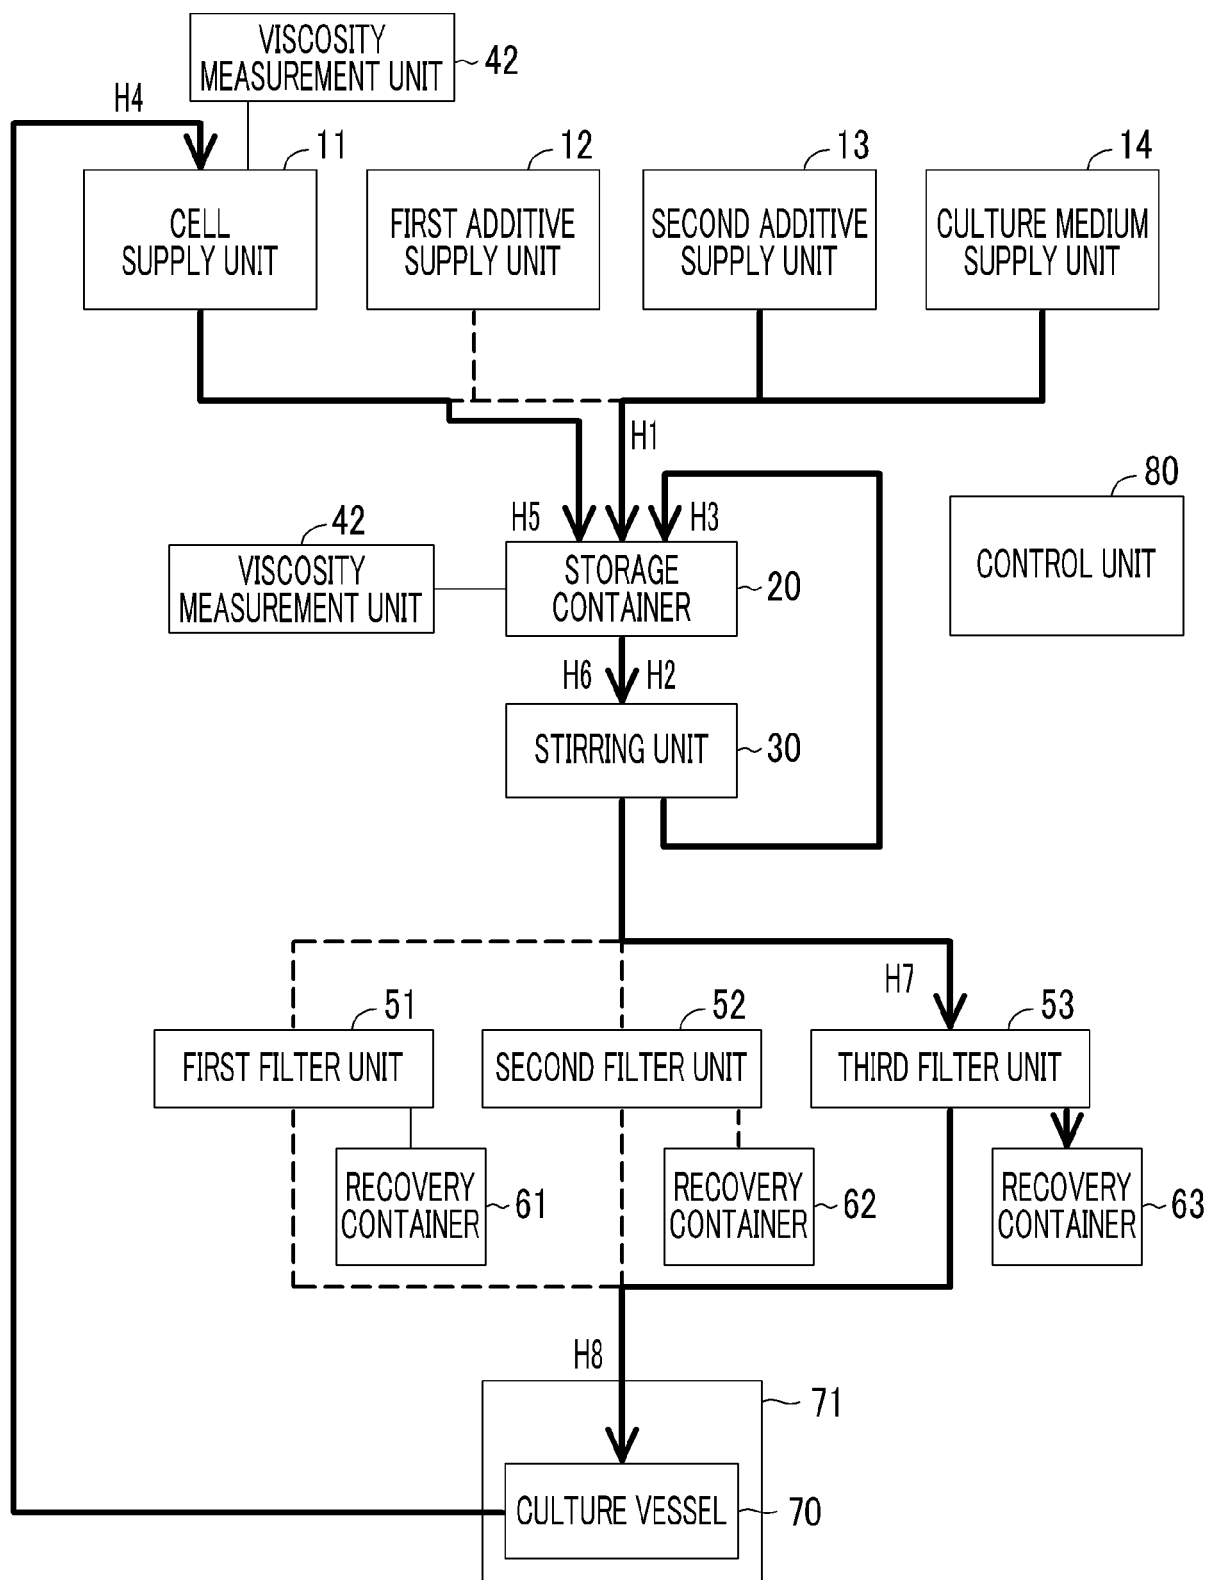 VISCOSITY
MEASUREMENT UNIT
42
H4
11
12
13
14
CELL
SUPPLY UNIT
FIRST ADDITIVE
SUPPLY UNIT
SECOND ADDITIVE
SUPPLY UNIT
CULTURE MEDIUM
SUPPLY UNIT
H1
80
42
H5
H3
VISCOSITY
MEASUREMENT UNIT
STORAGE
CONTAINER
20
CONTROL UNIT
H6
H2
STIRRING UNIT
30
H7
51
52
53
FIRST FILTER UNIT
SECOND FILTER UNIT
THIRD FILTER UNIT
RECOVERY
CONTAINER
61
RECOVERY
CONTAINER
62
RECOVERY
CONTAINER
63
H8
71
CULTURE VESSEL
70